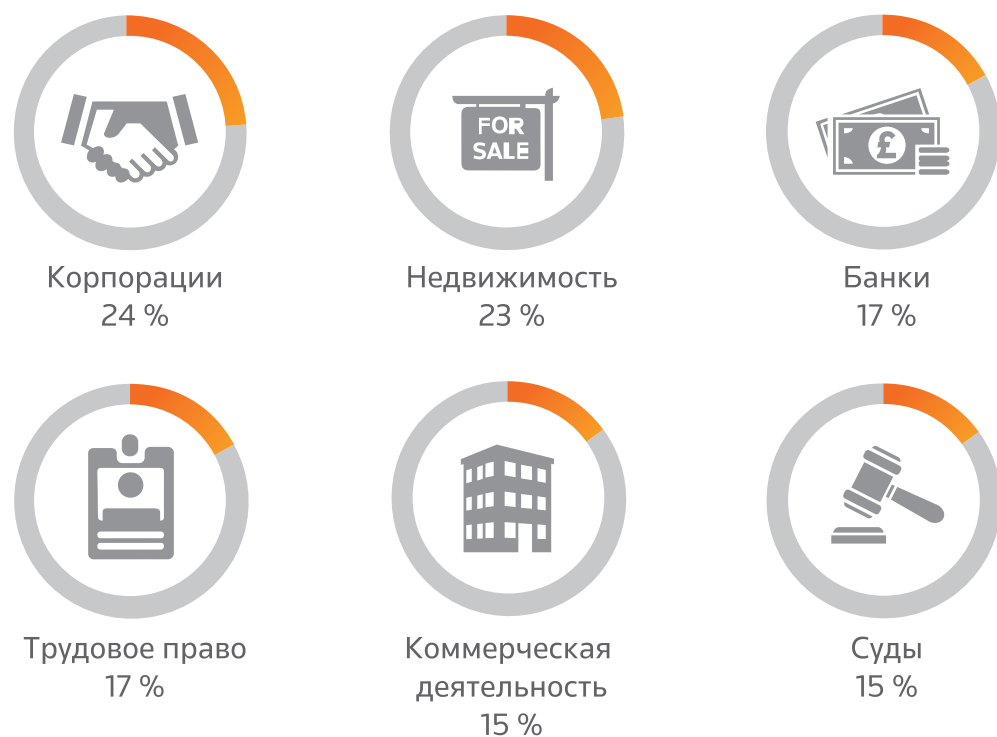 FOR
SALE
£
Корпорации
24 %
Недвижимость
23 %
Банки
17 %
Трудовое право
17 %
Коммерческая
деятельность
15 %
Суды
15 %